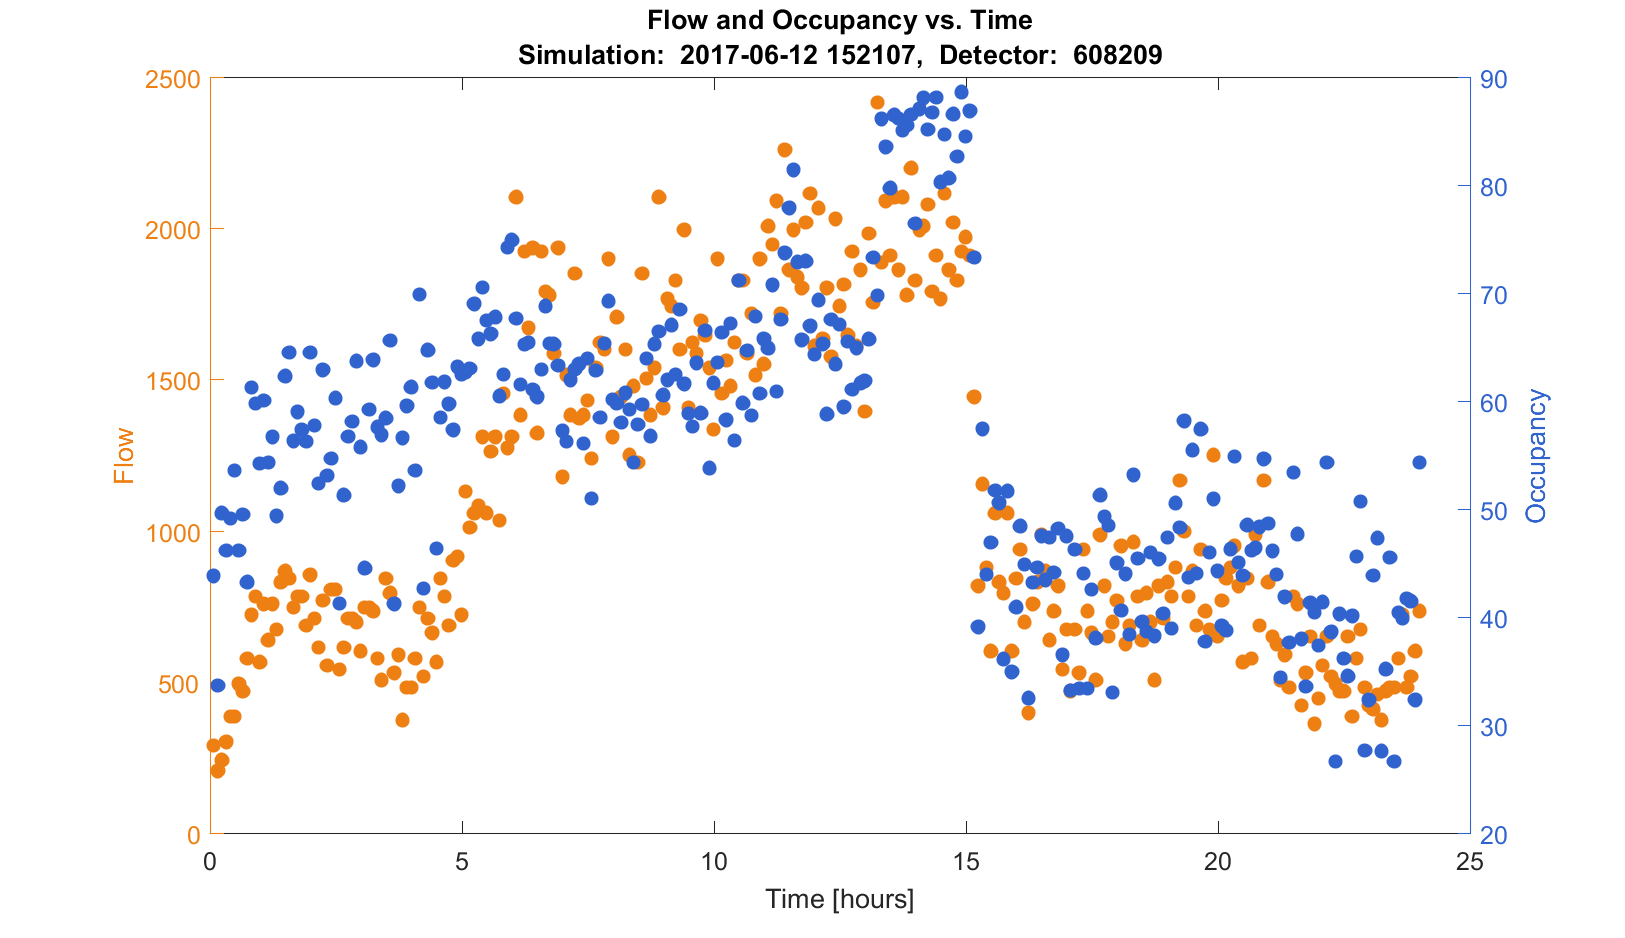 Flow and Occupancy vs. Time
Simulation:  2017-06-12 152107,  Detector:  608209
2500
2000
1500
1000
500
0
Flow
90
80
70
60
50
40
30
20
Occupancy
0 5 10 15 20 25
Time [hours]